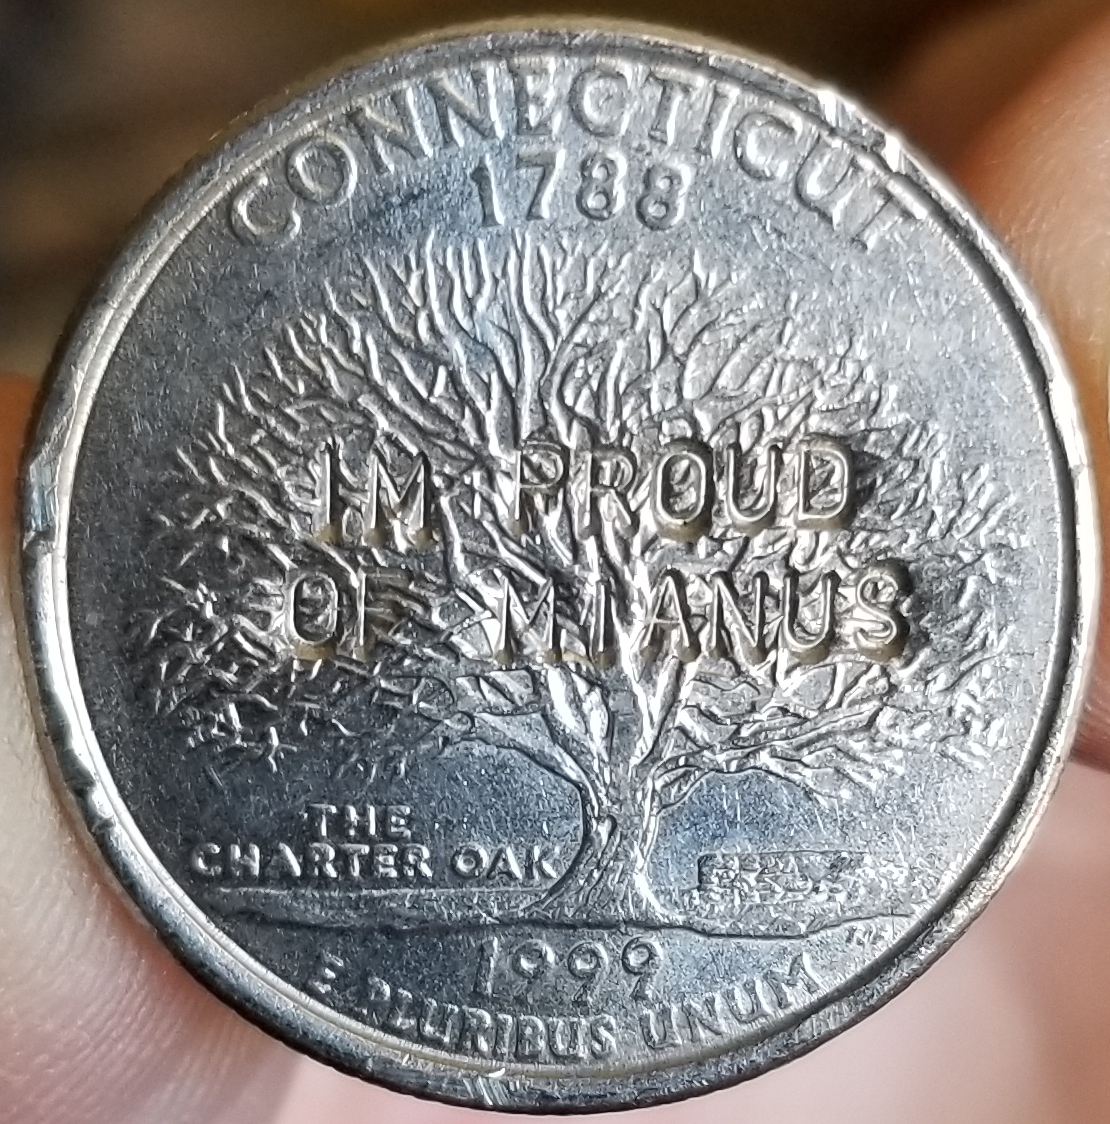 CONNECTICUT
1788
IM PROUD
OF MIANUS
THE
CHARTER OAK
1999
E PLURIBUS UNUM